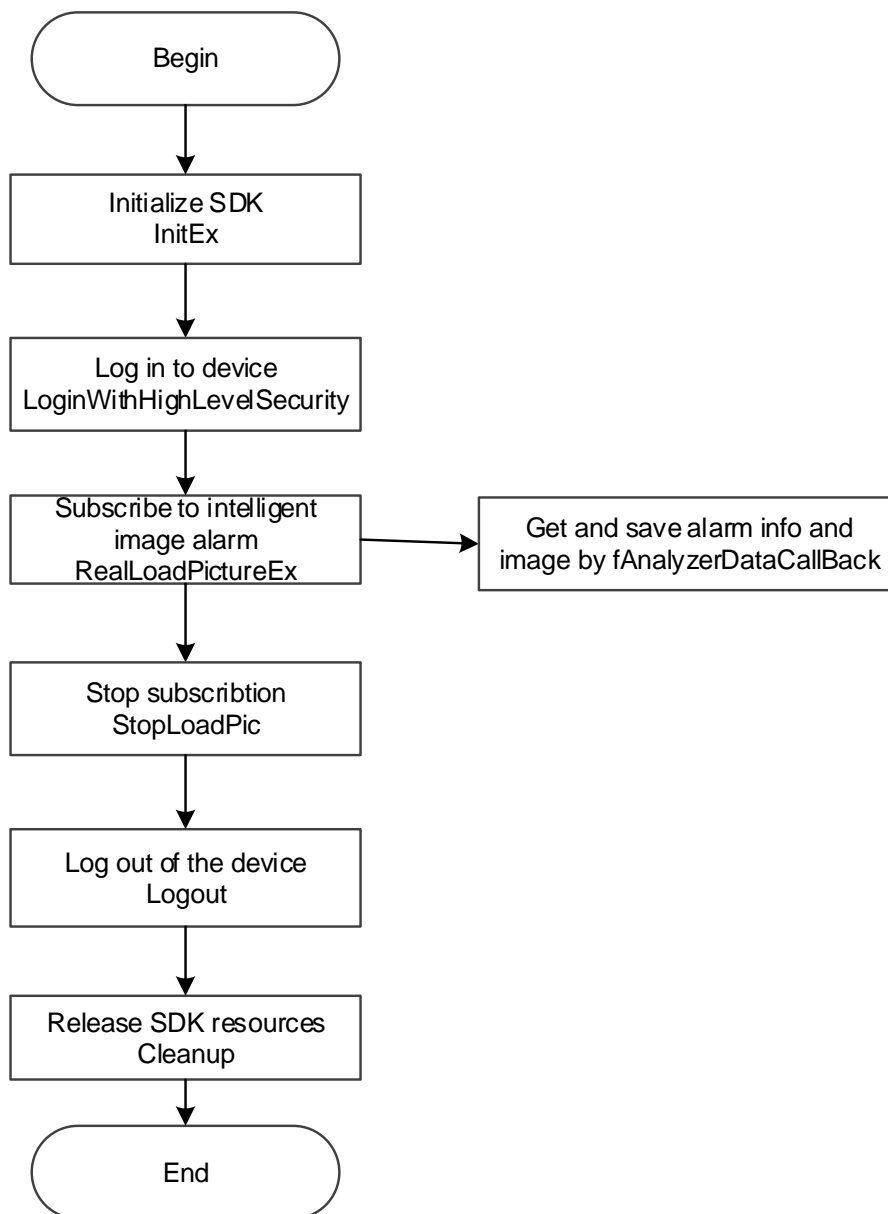 Begin
Initialize SDK
InitEx
Log in to device
LoginWithHighLevelSecurity
Subscribe to intelligent
image alarm
RealLoadPictureEx
Get and save alarm info and
image by fAnalyzerDataCallBack
Stop subscribtion
StopLoadPic
Log out of the device
Logout
Release SDK resources
Cleanup
End